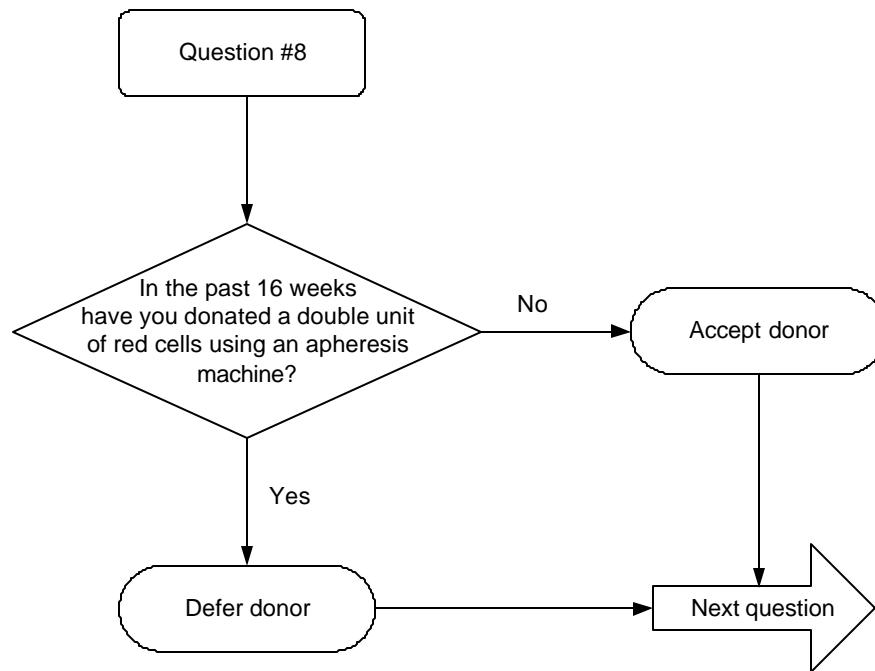 Question #8
In the past 16 weeks
have you donated a double unit
of red cells using an apheresis
machine?
No
Accept donor
Yes
Defer donor
Next question